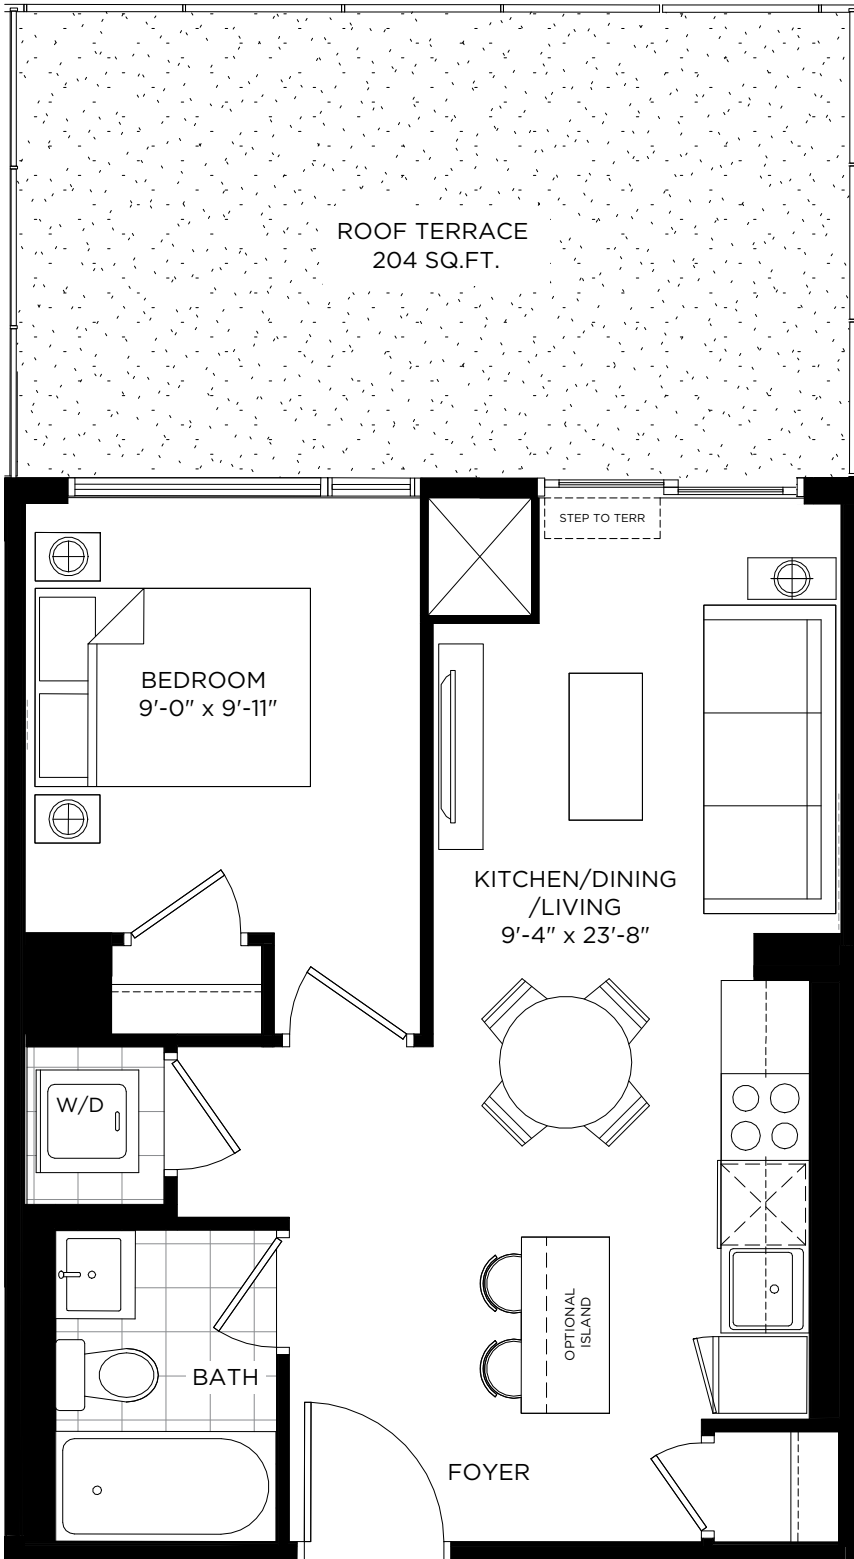 ROOF TERRACE
204 SQ.FT.
STEP TO TERR
BEDROOM
9'-0" x 9'-11"
KITCHEN/DINING
/LIVING
9'-4" x 23'-8"
W/D
OPTIONAL
ISLAND
BATH
FOYER